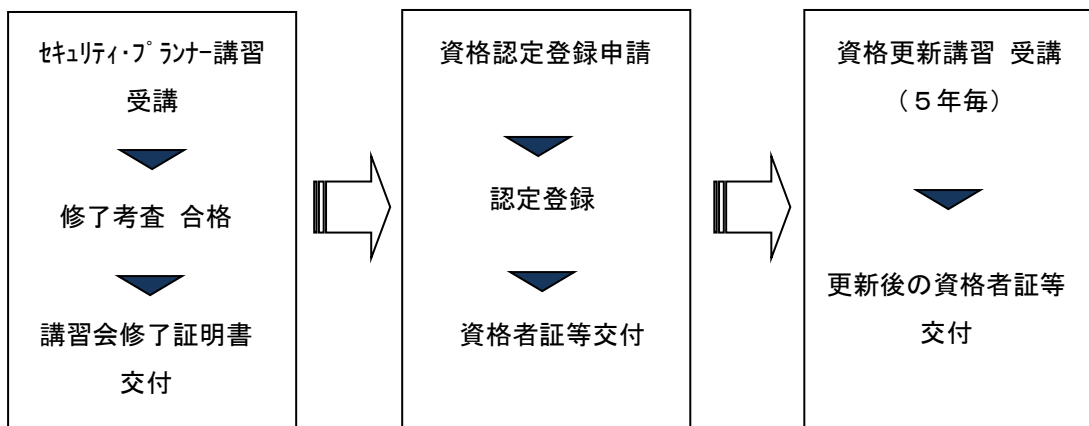 ｾｷｭﾘﾃｨ・ﾌﾟﾗﾝﾅｰ講習
受講
修了考査 合格
講習会修了証明書
交付
資格認定登録申請
認定登録
資格者証等交付
資格更新講習 受講
（５年毎）
更新後の資格者証等
交付